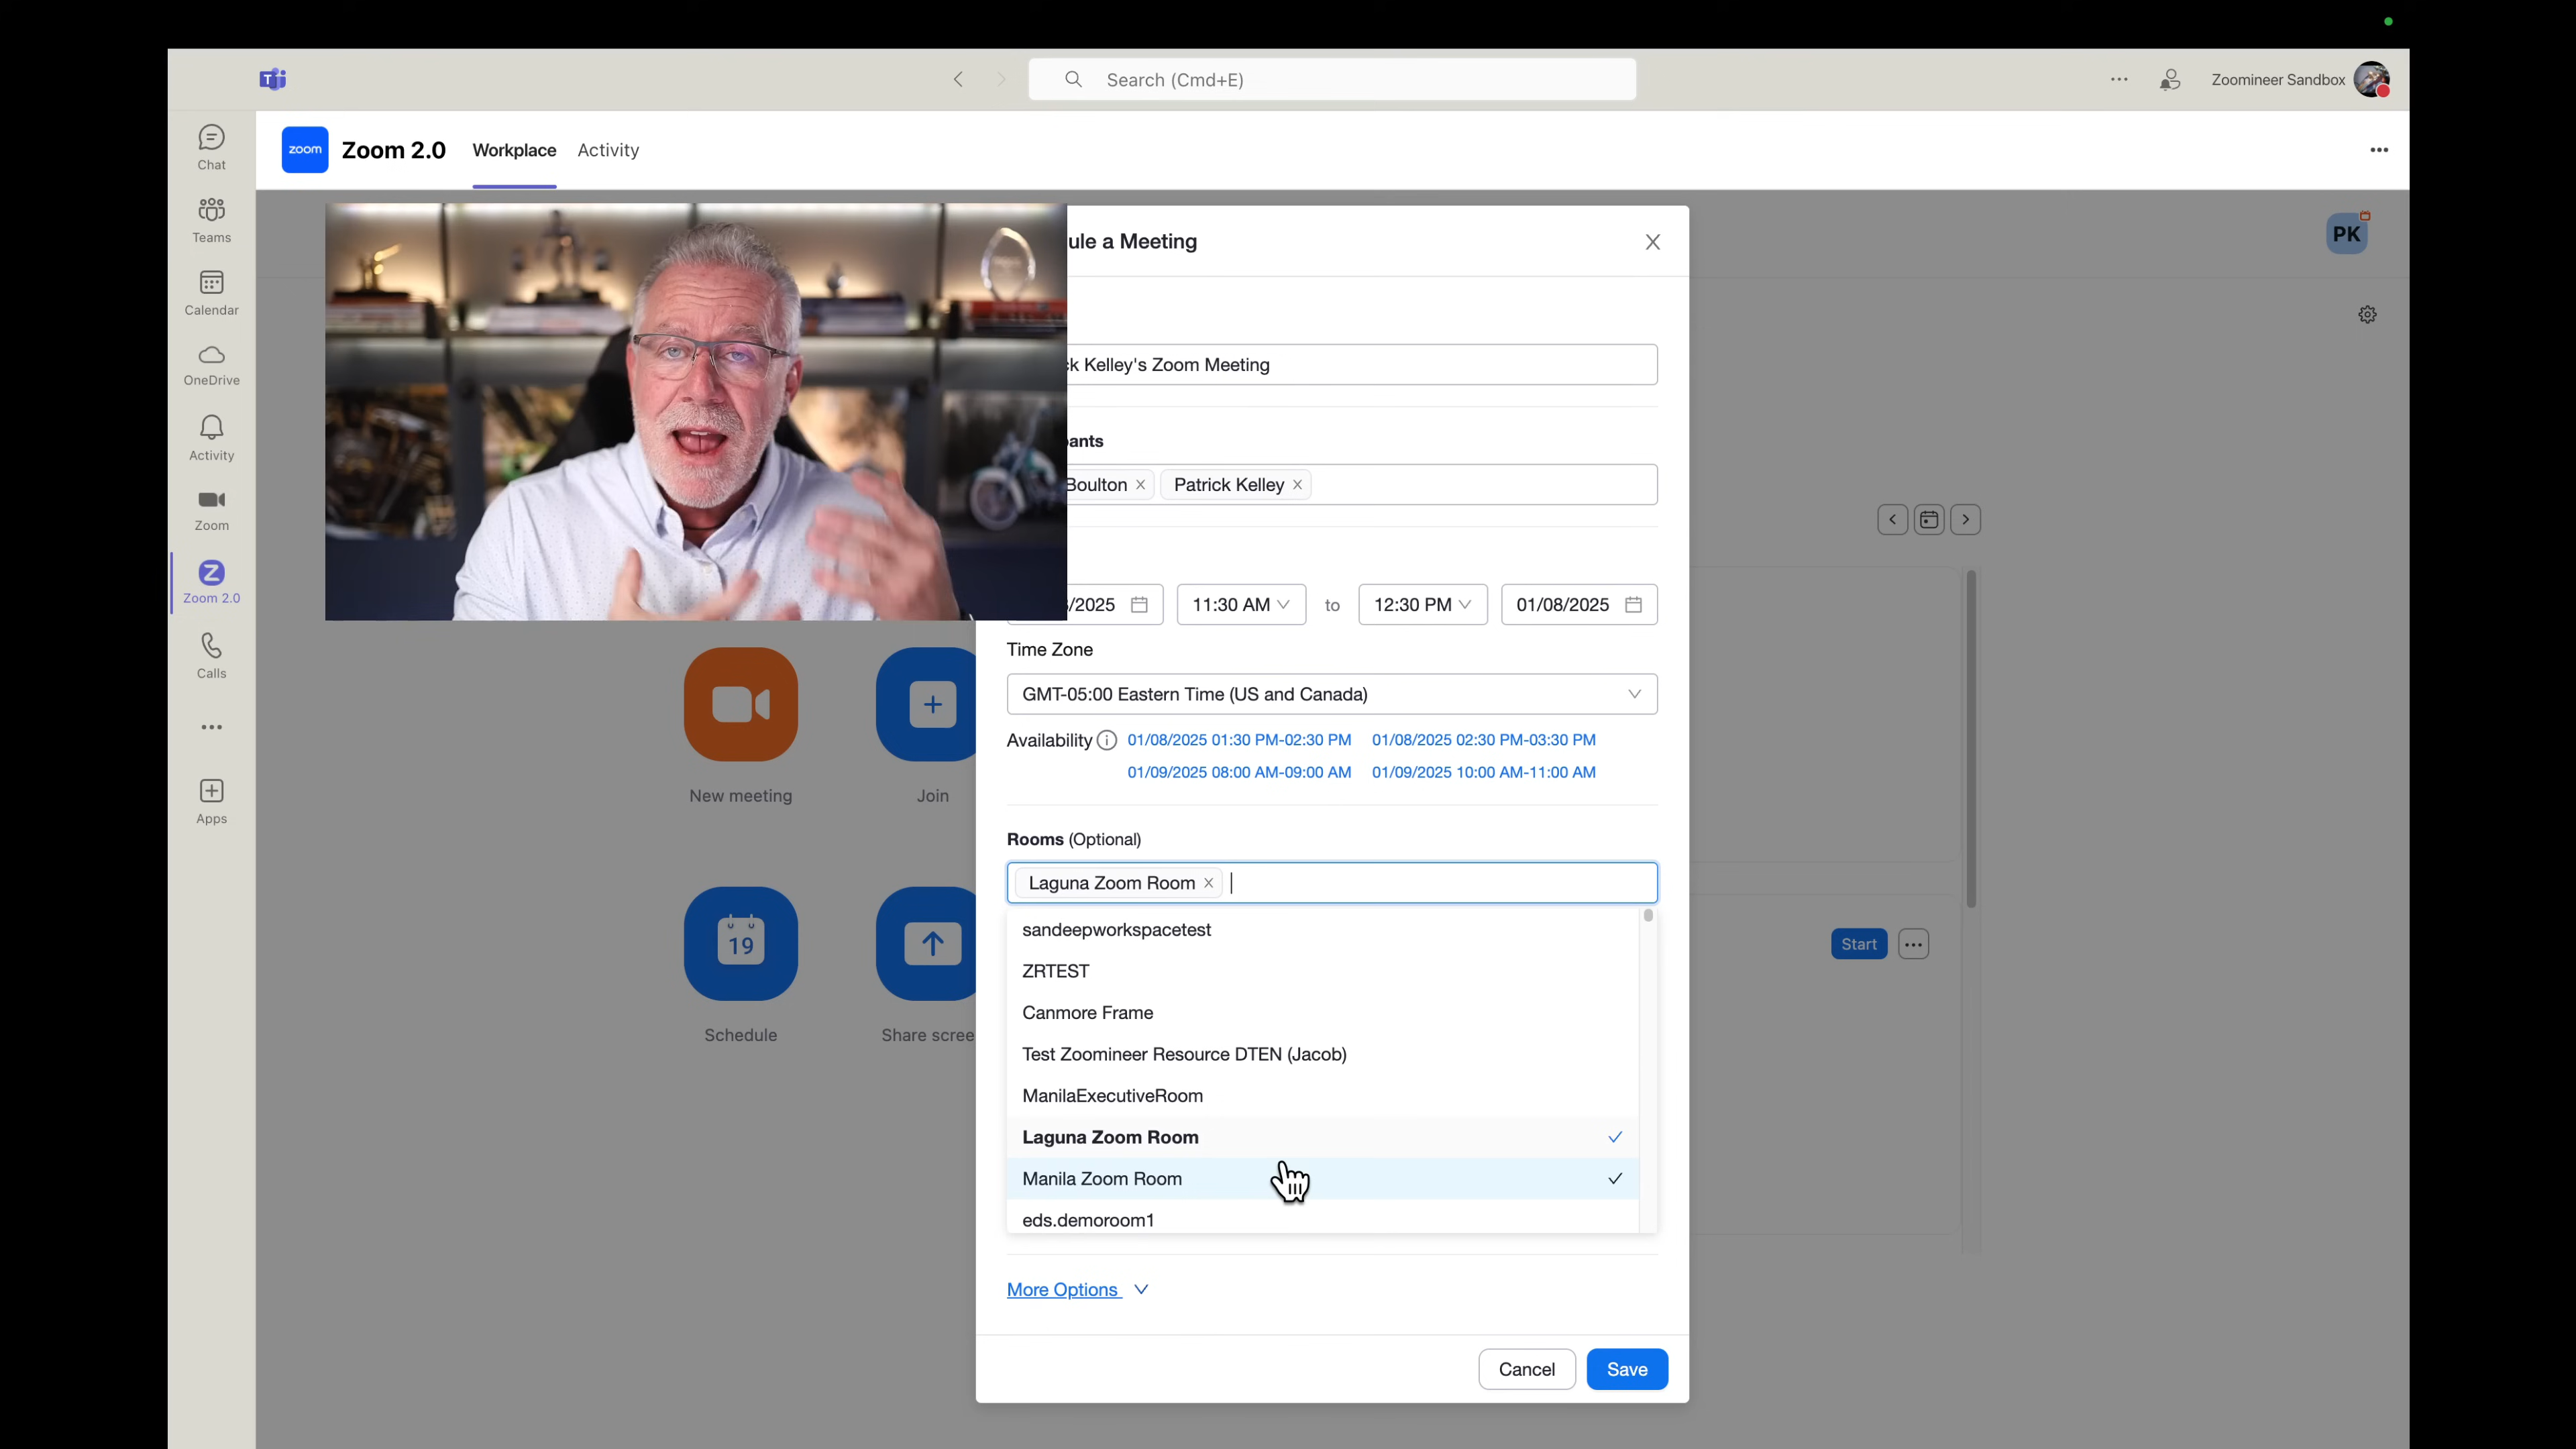 Search (Cmd+E)
Zoomineer Sandbox
zoom
Zoom 2.0
Workplace
Activity
Chat
Teams
Calendar
OneDrive
Activity
Zoom
Zoom 2.0
Calls
Apps
PK
ule a Meeting
ck Kelley's Zoom Meeting
pants
Boulton
Patrick Kelley
/2025
11:30 AM
to
12:30 PM
01/08/2025
Time Zone
GMT-05:00 Eastern Time (US and Canada)
Availability
01/08/2025 01:30 PM-02:30 PM
01/08/2025 02:30 PM-03:30 PM
01/09/2025 08:00 AM-09:00 AM
01/09/2025 10:00 AM-11:00 AM
Rooms (Optional)
Laguna Zoom Room
sandeepworkspacetest
ZRTEST
Canmore Frame
Test Zoomineer Resource DTEN (Jacob)
ManilaExecutiveRoom
Laguna Zoom Room
Manila Zoom Room
eds.demoroom1
More Options
Cancel
Save
New meeting
Join
19
Schedule
Share scree
Start